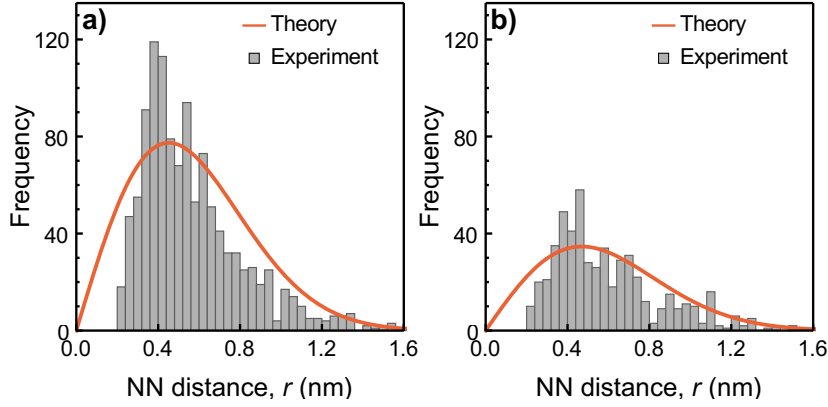 a)
Theory
Experiment
120
80
40
0
Frequency
0.0 0.4 0.8 1.2 1.6
NN distance, r (nm)
b)
Theory
Experiment
120
80
40
0
Frequency
0.0 0.4 0.8 1.2 1.6
NN distance, r (nm)